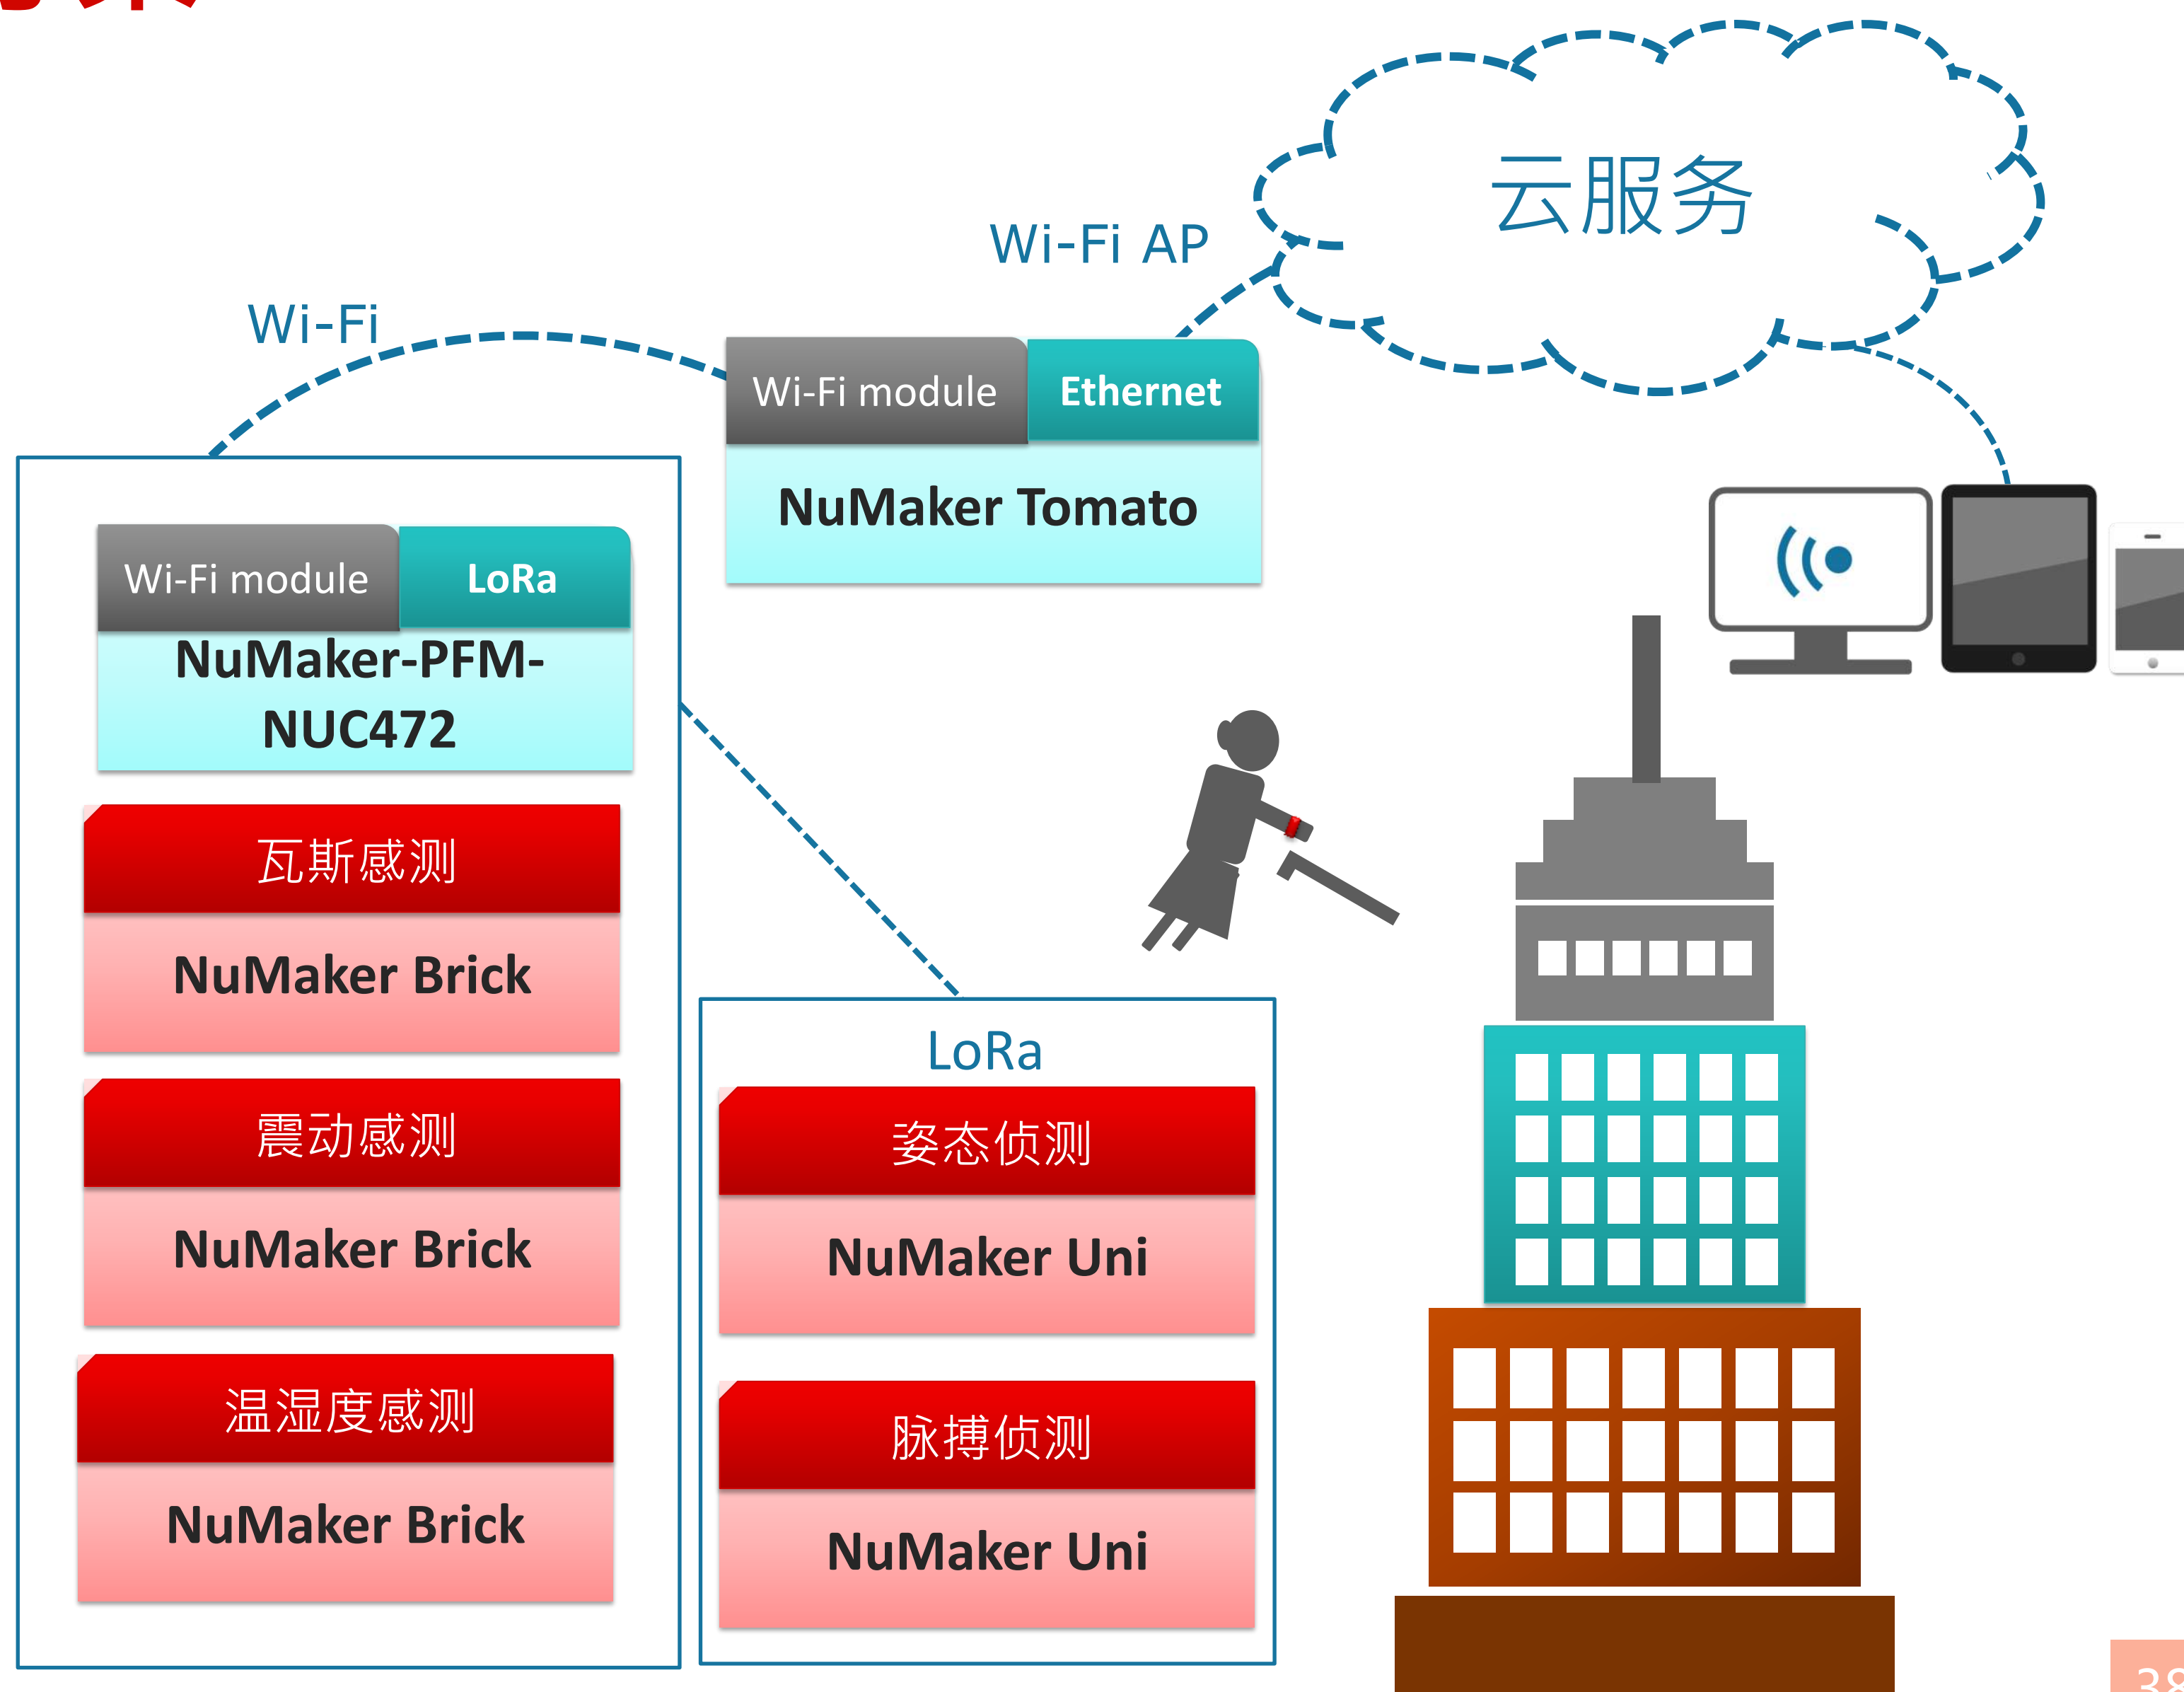 云服务
Wi-Fi AP
Wi-Fi
Wi-Fi module
Ethernet
NuMaker Tomato
Wi-Fi module
LoRa
NuMaker-PFM-
NUC472
瓦斯感测
NuMaker Brick
震动感测
NuMaker Brick
温湿度感测
NuMaker Brick
LoRa
姿态侦测
NuMaker Uni
脉搏侦测
NuMaker Uni
38